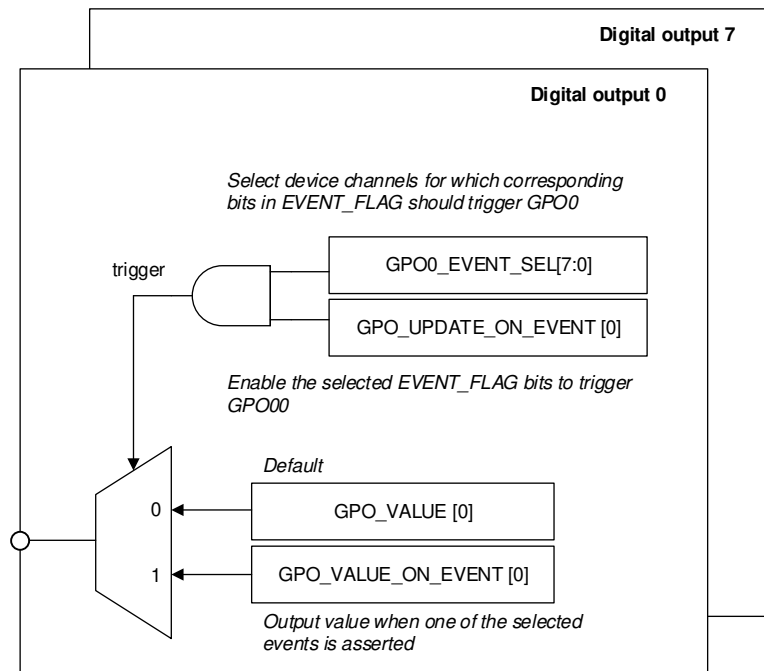 Digital output 7
Digital output 0
Select device channels for which corresponding
bits in EVENT_FLAG should trigger GPO0
trigger
GPO0_EVENT_SEL[7:0]
GPO_UPDATE_ON_EVENT [0]
Enable the selected EVENT_FLAG bits to trigger
GPO00
Default
0
GPO_VALUE [0]
1
GPO_VALUE_ON_EVENT [0]
Output value when one of the selected
events is asserted